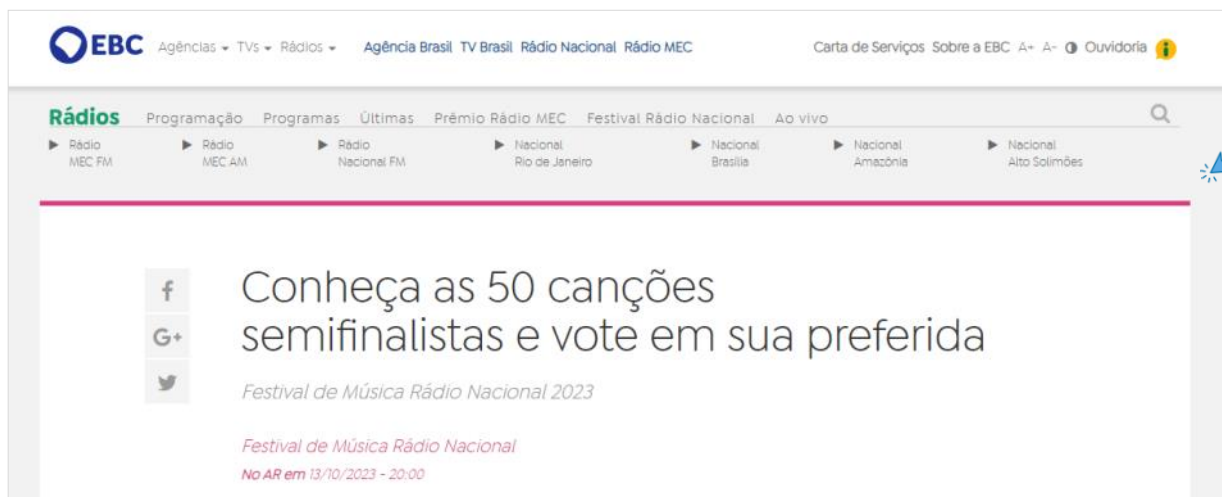 EBC Agências TVs Rádios Agência Brasil TV Brasil Rádio Nacional Rádio MEC Carta de Serviços Sobre a EBC A+ A- Ouvidoria i
Rádios Programação Programas Últimas Prêmio Rádio MEC Festival Rádio Nacional Ao vivo
Rádio Rádio Rádio Nacional Nacional Nacional Nacional
MEC FM MEC AM Nacional FM Rio de Janeiro Brasília Amazônia Alto Solimões
f
G+
Conheça as 50 canções
semifinalistas e vote em sua preferida
Festival de Música Rádio Nacional 2023
Festival de Música Rádio Nacional
No AR em 13/10/2023 - 20:00